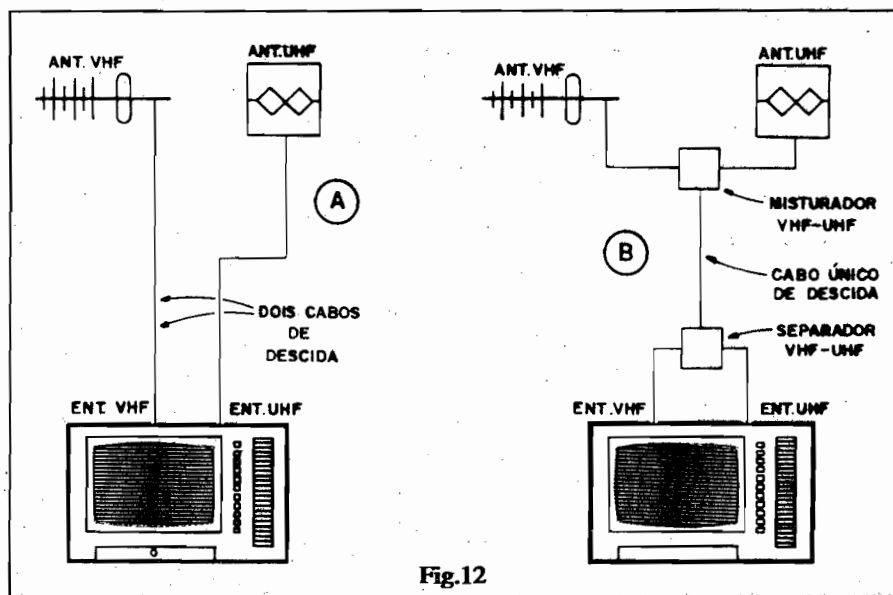 ANT. VHF
ANT.UHF
A
DOIS CABOS
DE
DESCIDA
ENT. VHF
ENT.UHF
ANT.VHF
ANT.UHF
MISTURADOR
VHF-UHF
B
CABO ÚNICO
DE DESCIDA
SEPARADOR
VHF-UHF
ENT.VHF
ENT.UHF
Fig.12